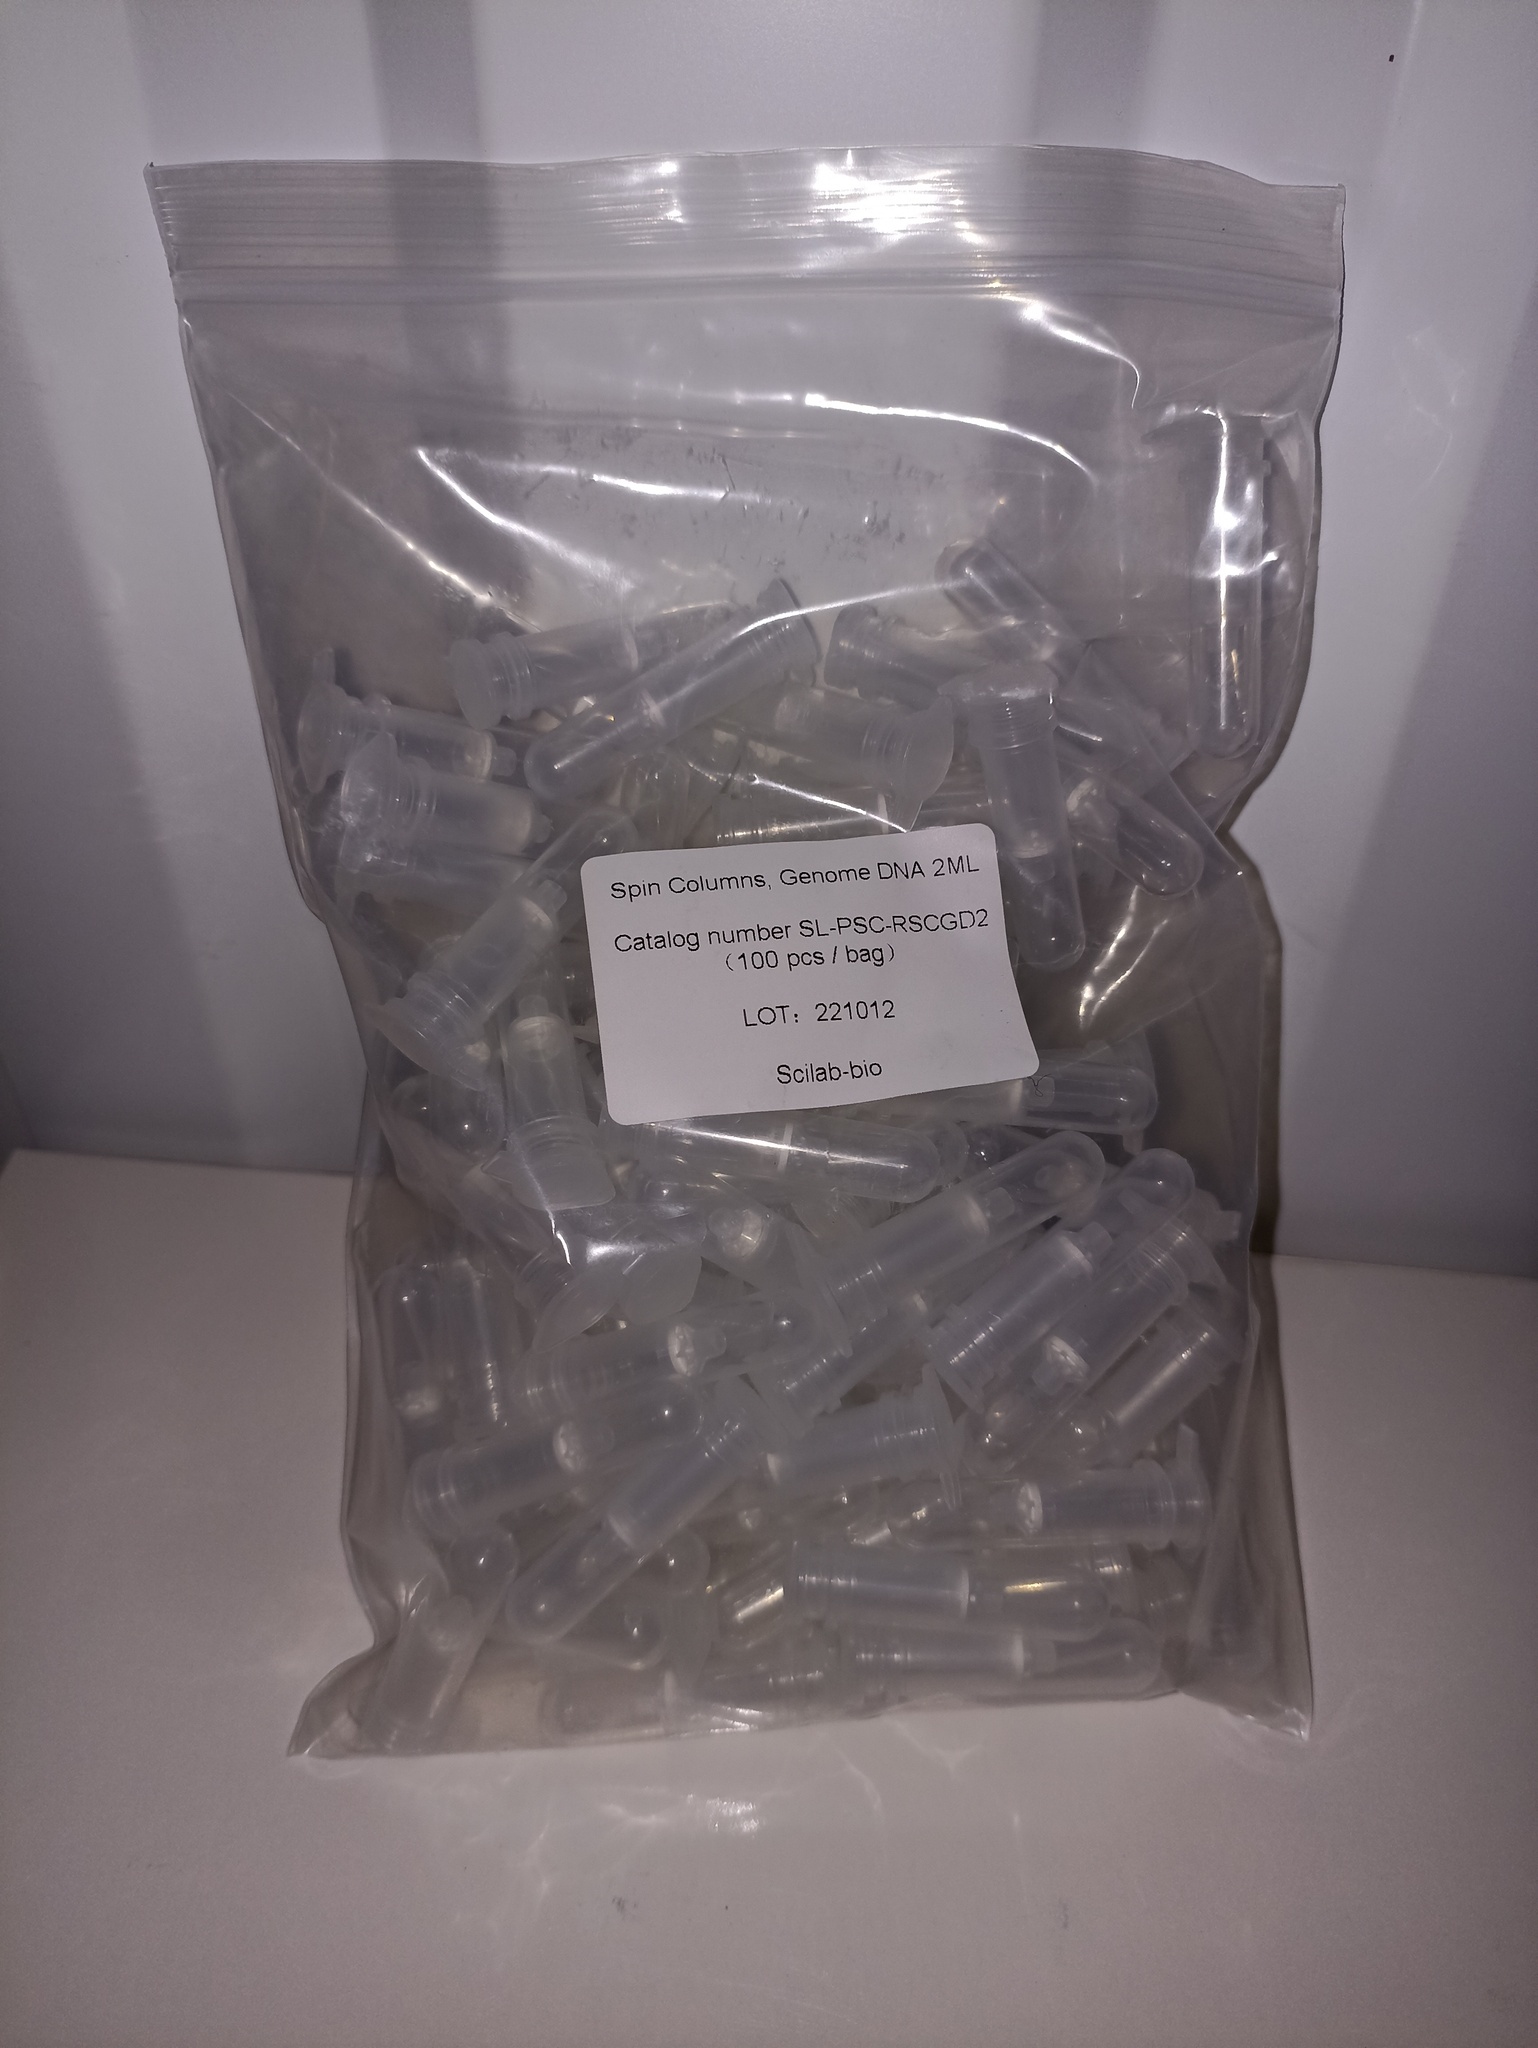 Spin Columns, Genome DNA 2ML
Catalog number SL-PSC-RSCGD2
（100 pcs / bag）
LOT：221012
Scilab-bio